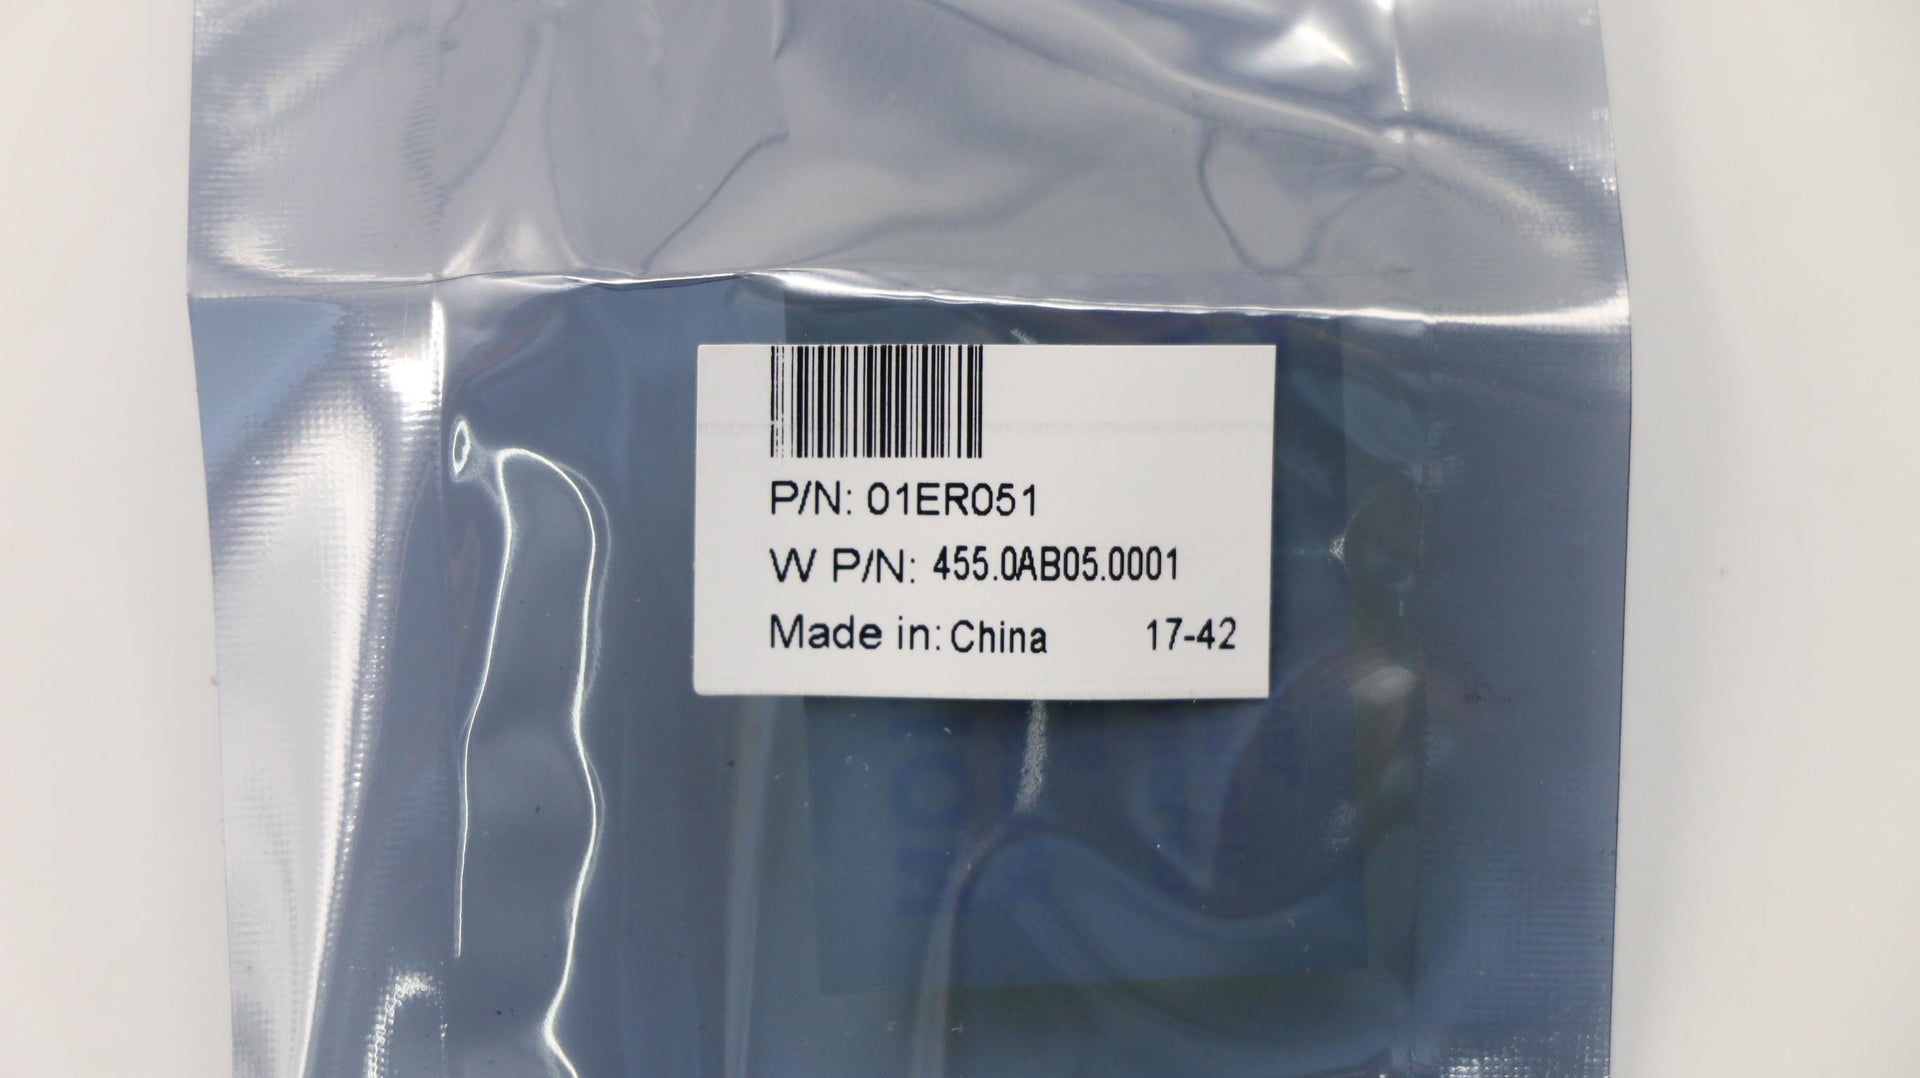 P/N: 01ER051
W P/N: 455.0AB05.0001
Made in: China 17-42